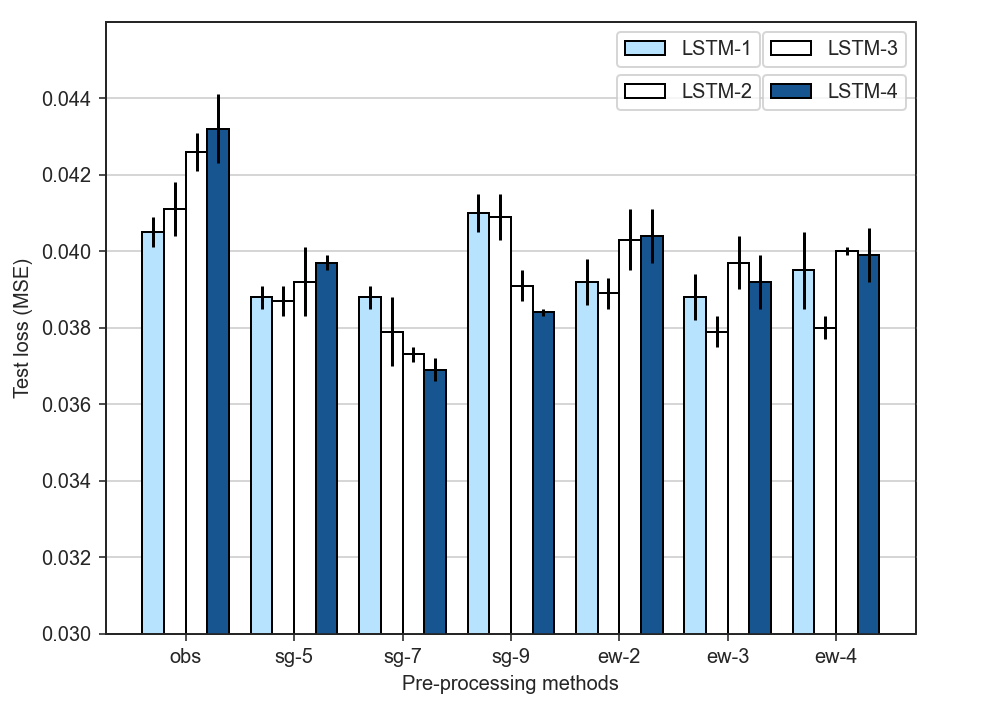 LSTM-1 LSTM-3
LSTM-2 LSTM-4
0.044
0.042
0.040
0.038
0.036
0.034
0.032
0.030
Test loss (MSE)
obs sg-5 sg-7 sg-9 ew-2 ew-3 ew-4
Pre-processing methods